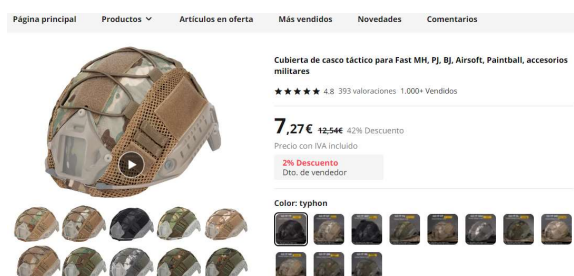 Página principal Productos Artículos en oferta Más vendidos Novedades Comentarios
Cubierta de casco táctico para Fast MH, PJ, BJ, Airsoft, Paintball, accesorios
militares
4.8 393 valoraciones 1.000+ Vendidos
7,27€ 12,54€ 42% Descuento
Precio con IVA incluido
2% Descuento
Dto. de vendedor
Color: typhon